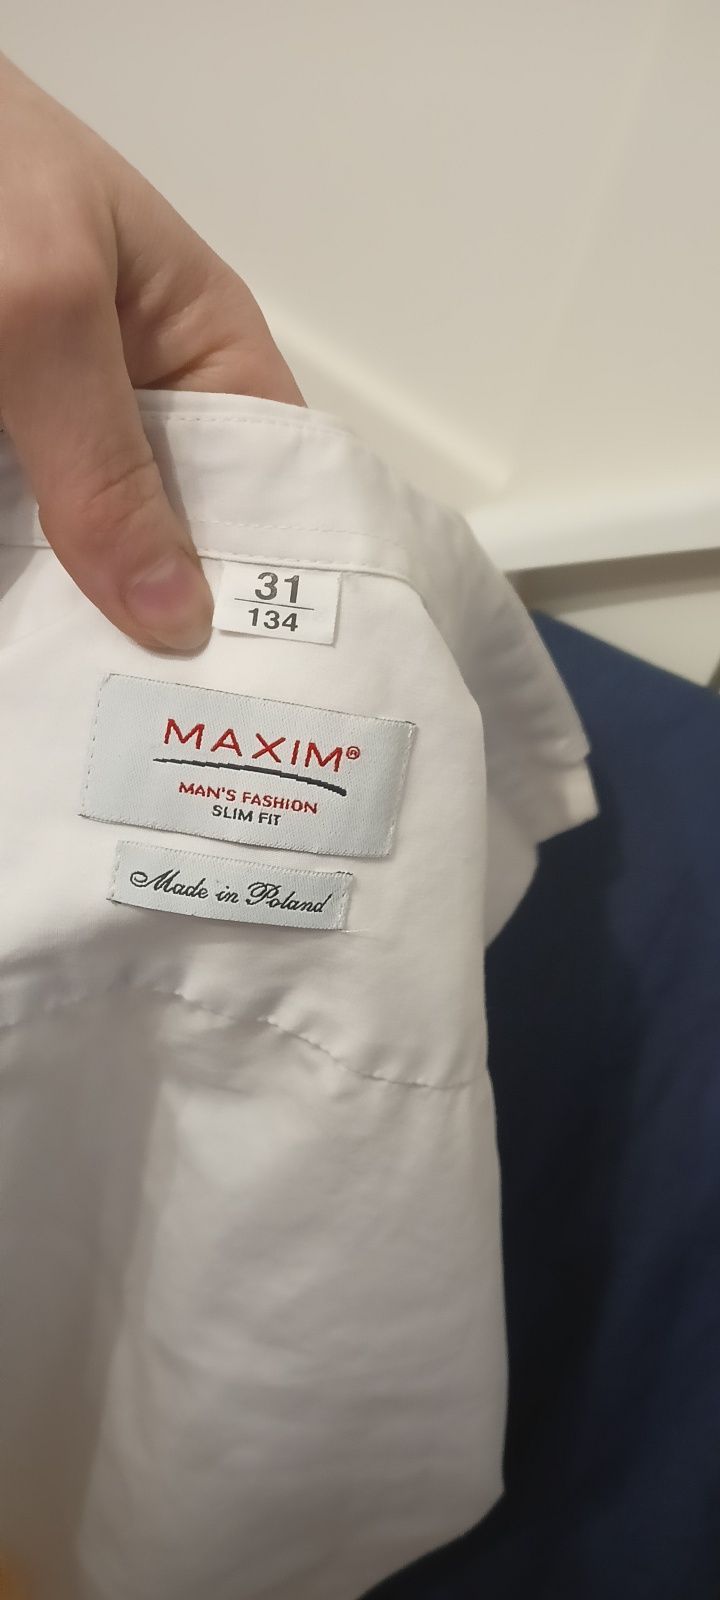 31
134
MAXIM®
MAN'S FASHION
SLIM FIT
Made in Poland